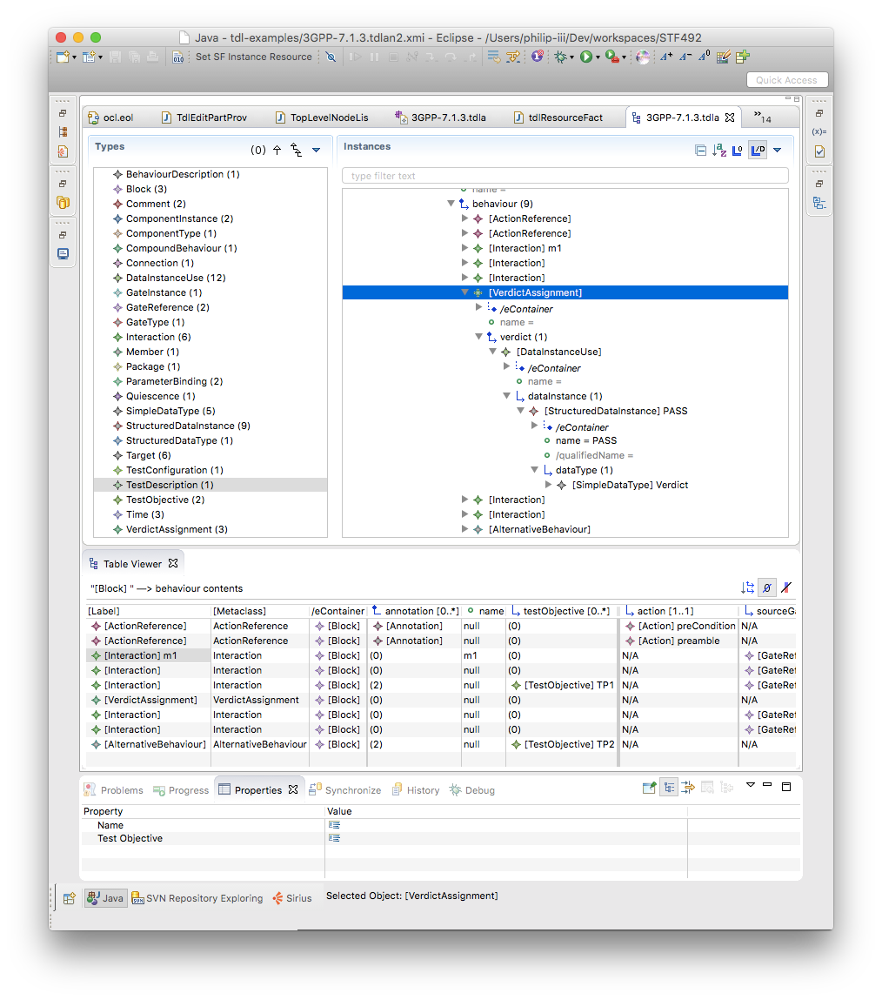 Java - tdl-examples/3GPP-7.1.3.tdlan2.xmi - Eclipse - /Users/philip-iii/Dev/workspaces/STF492
010 Set SF Instance Resource
Quick Access
ocl.eol TdlEditPartProv TopLevelNodeLis 3GPP-7.1.3.tdla tdlResourceFact 3GPP-7.1.3.tdla »14
Types (0)
BehaviourDescription (1)
Block (3)
Comment (2)
ComponentInstance (2)
ComponentType (1)
CompoundBehaviour (1)
Connection (1)
DataInstanceUse (12)
GateInstance (1)
GateReference (2)
GateType (1)
Interaction (6)
Member (1)
Package (1)
ParameterBinding (2)
Quiescence (1)
SimpleDataType (5)
StructuredDataInstance (9)
StructuredDataType (1)
Target (6)
TestConfiguration (1)
TestDescription (1)
TestObjective (2)
Time (3)
VerdictAssignment (3)
Instances
type filter text
name =
behaviour (9)
[ActionReference]
[ActionReference]
[Interaction] m1
[Interaction]
[Interaction]
[VerdictAssignment]
/eContainer
name =
verdict (1)
[DataInstanceUse]
/eContainer
name =
dataInstance (1)
[StructuredDataInstance] PASS
/eContainer
name = PASS
/qualifiedName =
dataType (1)
[SimpleDataType] Verdict
[Interaction]
[Interaction]
[AlternativeBehaviour]
(x)=
Table Viewer
"[Block] " —> behaviour contents
[Label] [Metaclass] /eContainer annotation [0..*] name testObjective [0..*] action [1..1] sourceGa
[ActionReference] ActionReference [Block] [Annotation] null (0) [Action] preCondition N/A
[ActionReference] ActionReference [Block] [Annotation] null (0) [Action] preamble N/A
[Interaction] m1 Interaction [Block] (0) m1 (0) N/A [GateRef
[Interaction] Interaction [Block] (0) null (0) N/A [GateRef
[Interaction] Interaction [Block] (2) null [TestObjective] TP1 N/A [GateRef
[VerdictAssignment] VerdictAssignment [Block] (0) null (0) N/A N/A
[Interaction] Interaction [Block] (0) null (0) N/A [GateRef
[Interaction] Interaction [Block] (0) null (0) N/A [GateRef
[AlternativeBehaviour] AlternativeBehaviour [Block] (2) null [TestObjective] TP2 N/A N/A
Problems Progress Properties Synchronize History Debug
Property Value
Name
Test Objective
Java SVN Repository Exploring Sirius Selected Object: [VerdictAssignment]